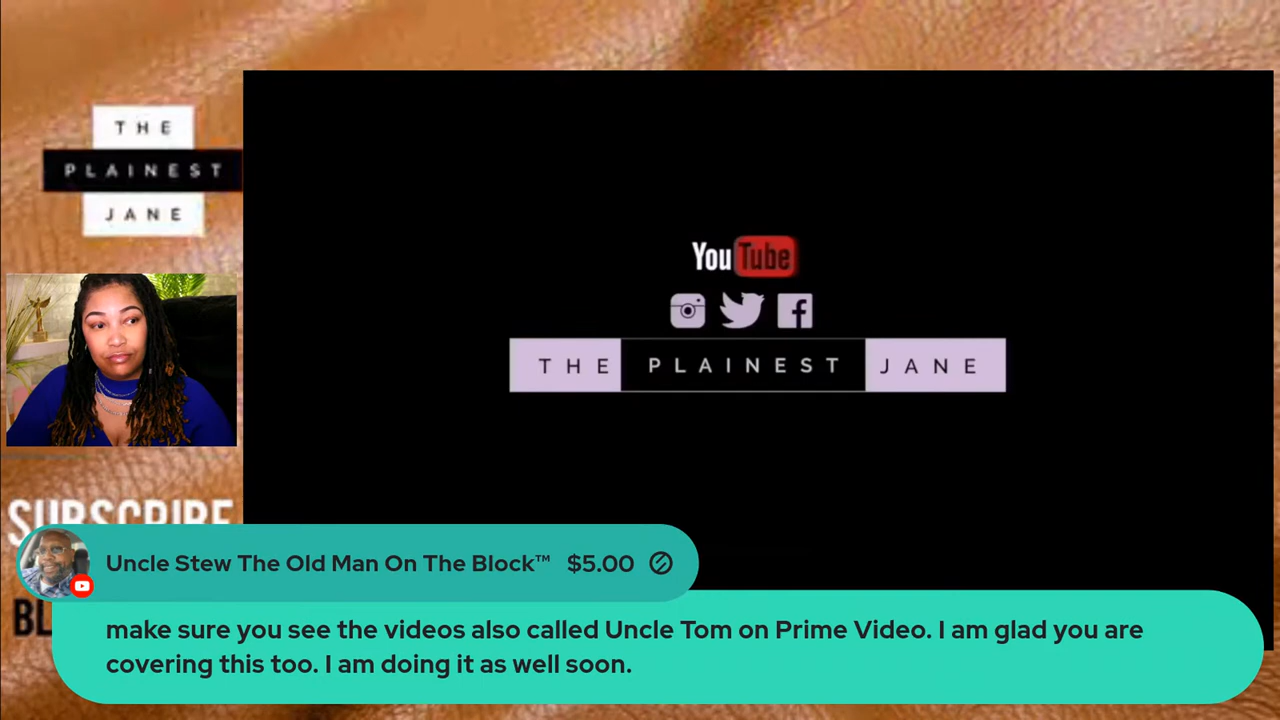 THE
PLAINEST
JANE
YouTube
THE PLAINEST JANE
SUBSCRIBE
Uncle Stew The Old Man On The Block™ $5.00
BL
make sure you see the videos also called Uncle Tom on Prime Video. I am glad you are
covering this too. I am doing it as well soon.